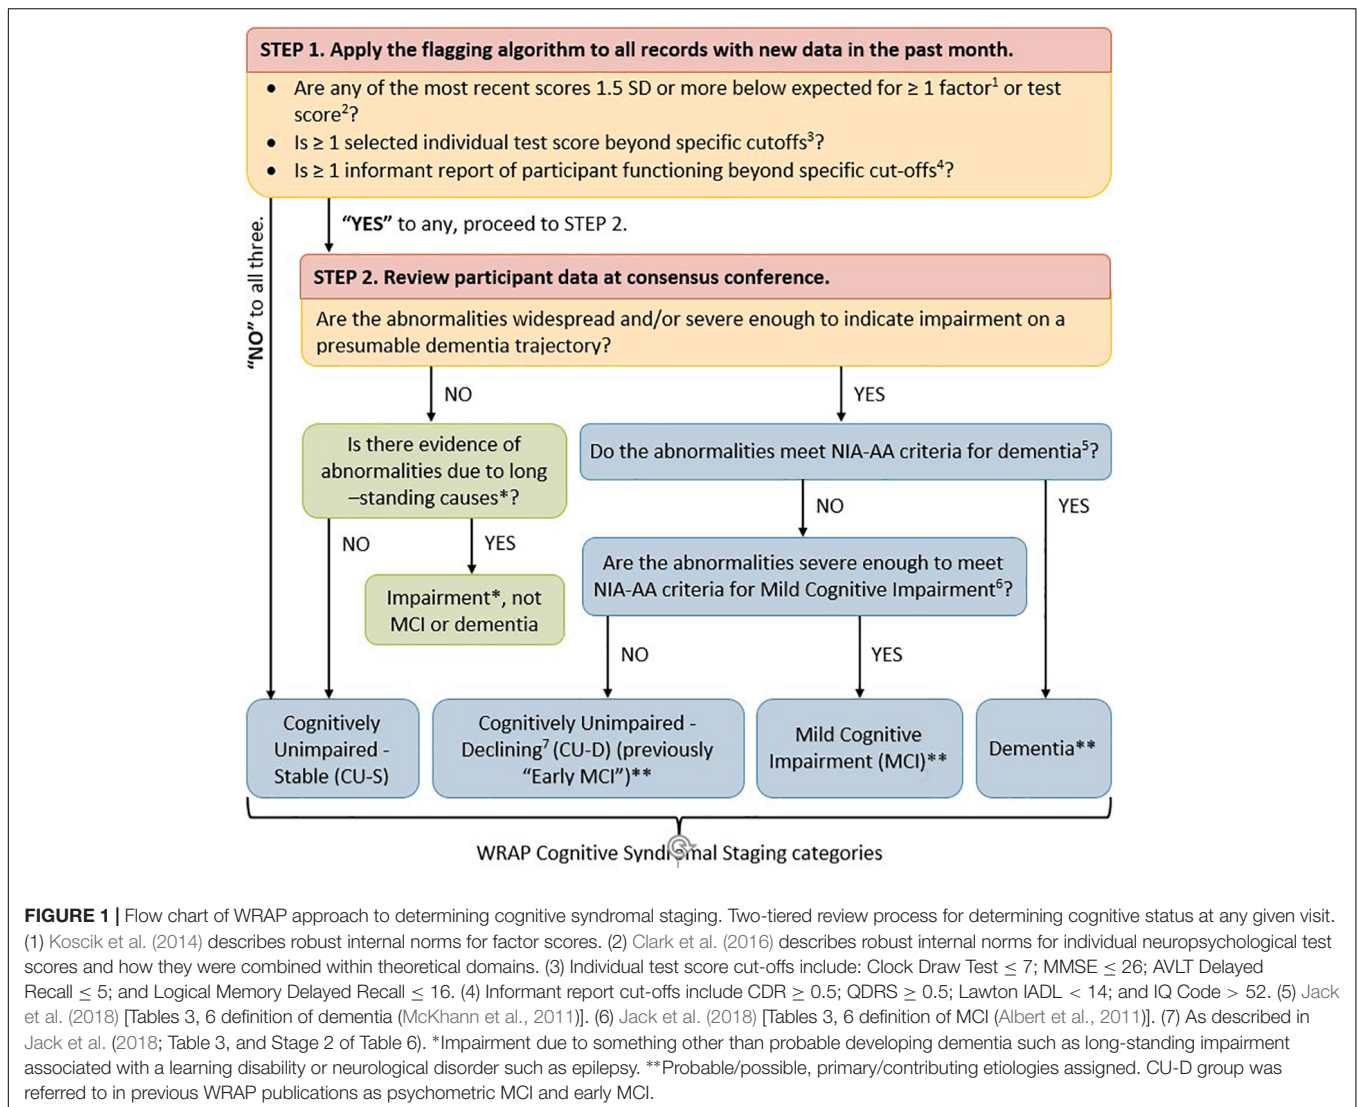 STEP 1. Apply the flagging algorithm to all records with new data in the past month.
• Are any of the most recent scores 1.5 SD or more below expected for ≥ 1 factor¹ or test
score²?
• Is ≥ 1 selected individual test score beyond specific cutoffs³?
• Is ≥ 1 informant report of participant functioning beyond specific cut-offs⁴?
"NO" to all three.
"YES" to any, proceed to STEP 2.
STEP 2. Review participant data at consensus conference.
Are the abnormalities widespread and/or severe enough to indicate impairment on a
presumable dementia trajectory?
NO
YES
Is there evidence of
abnormalities due to long
–standing causes*?
Do the abnormalities meet NIA-AA criteria for dementia⁵?
NO
YES
NO
YES
Are the abnormalities severe enough to meet
NIA-AA criteria for Mild Cognitive Impairment⁶?
Impairment*, not
MCI or dementia
NO
YES
Cognitively
Unimpaired -
Stable (CU-S)
Cognitively Unimpaired -
Declining⁷ (CU-D) (previously
"Early MCI")**
Mild Cognitive
Impairment (MCI)**
Dementia**
WRAP Cognitive Syndromal Staging categories
FIGURE 1 | Flow chart of WRAP approach to determining cognitive syndromal staging. Two-tiered review process for determining cognitive status at any given visit.
(1) Koscik et al. (2014) describes robust internal norms for factor scores. (2) Clark et al. (2016) describes robust internal norms for individual neuropsychological test
scores and how they were combined within theoretical domains. (3) Individual test score cut-offs include: Clock Draw Test ≤ 7; MMSE ≤ 26; AVLT Delayed
Recall ≤ 5; and Logical Memory Delayed Recall ≤ 16. (4) Informant report cut-offs include CDR ≥ 0.5; QDRS ≥ 0.5; Lawton IADL < 14; and IQ Code > 52. (5) Jack
et al. (2018) [Tables 3, 6 definition of dementia (McKhann et al., 2011)]. (6) Jack et al. (2018) [Tables 3, 6 definition of MCI (Albert et al., 2011)]. (7) As described in
Jack et al. (2018; Table 3, and Stage 2 of Table 6). *Impairment due to something other than probable developing dementia such as long-standing impairment
associated with a learning disability or neurological disorder such as epilepsy. **Probable/possible, primary/contributing etiologies assigned. CU-D group was
referred to in previous WRAP publications as psychometric MCI and early MCI.